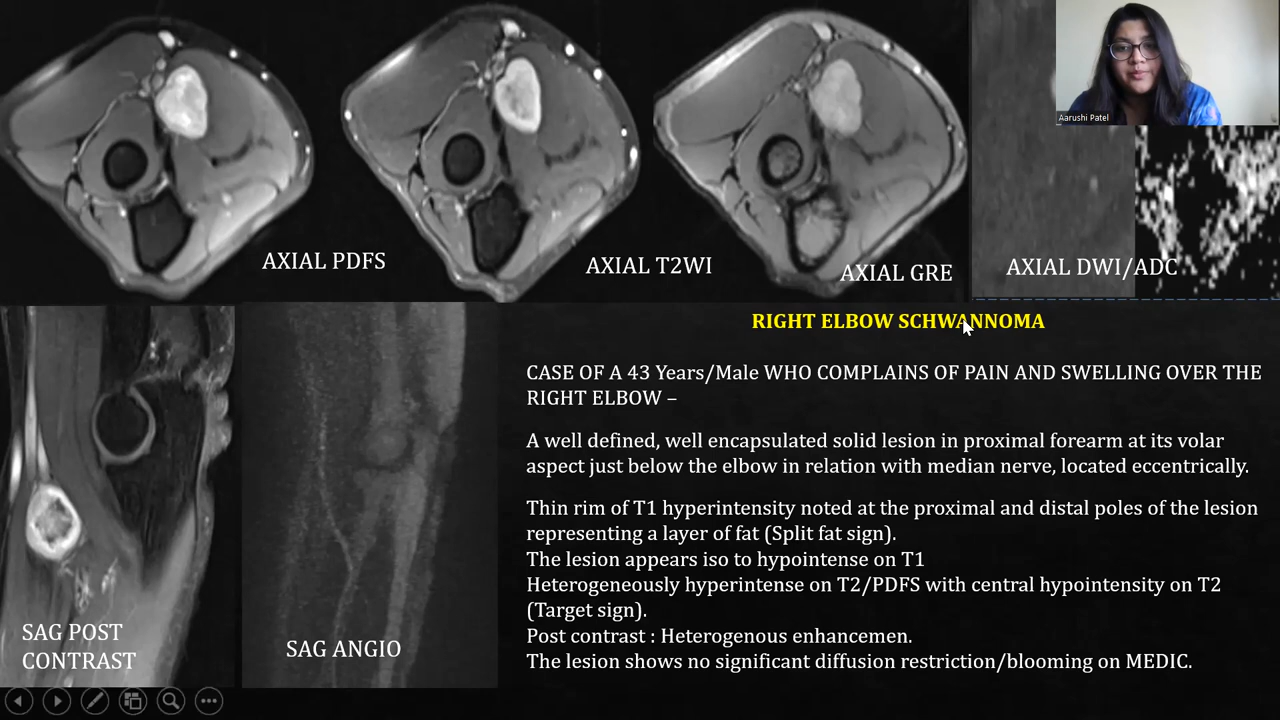 Aarushi Patel
AXIAL PDFS
AXIAL T2WI
AXIAL GRE
AXIAL DWI/ADC
RIGHT ELBOW SCHWANNOMA
CASE OF A 43 Years/Male WHO COMPLAINS OF PAIN AND SWELLING OVER THE
RIGHT ELBOW –
A well defined, well encapsulated solid lesion in proximal forearm at its volar
aspect just below the elbow in relation with median nerve, located eccentrically.
Thin rim of T1 hyperintensity noted at the proximal and distal poles of the lesion
representing a layer of fat (Split fat sign).
The lesion appears iso to hypointense on T1
Heterogeneously hyperintense on T2/PDFS with central hypointensity on T2
(Target sign).
Post contrast : Heterogenous enhancemen.
The lesion shows no significant diffusion restriction/blooming on MEDIC.
SAG POST
CONTRAST
SAG ANGIO